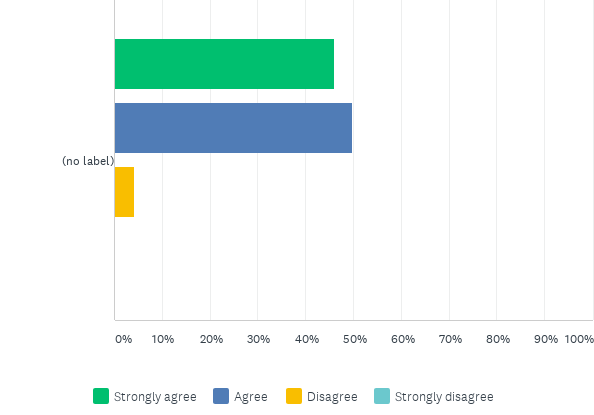 (no label)
0% 10% 20% 30% 40% 50% 60% 70% 80% 90% 100%
Strongly agree Agree Disagree Strongly disagree